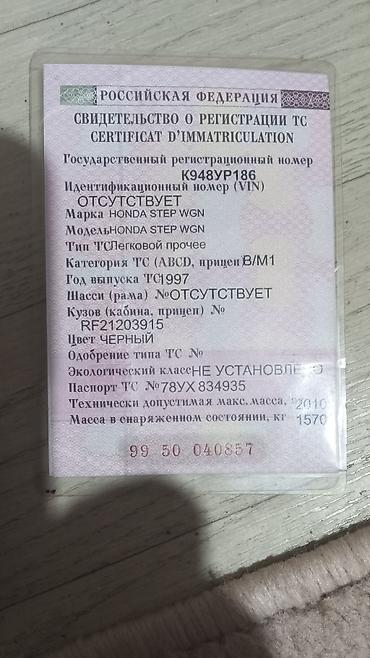 РОССИЙСКАЯ ФЕДЕРАЦИЯ
СВИДЕТЕЛЬСТВО О РЕГИСТРАЦИИ ТС
CERTIFICAT D'IMMATRICULATION
Государственный регистрационный номер
К948УР186
Идентификационный номер (VIN)
ОТСУТСТВУЕТ
Марка HONDA STEP WGN
Модель HONDA STEP WGN
Тип ТС Легковой прочее
Категория ТС (ABCD, прицеп) B/M1
Год выпуска ТС 1997
Шасси (рама) № ОТСУТСТВУЕТ
Кузов (кабина, прицеп) №
RF21203915
Цвет ЧЕРНЫЙ
Одобрение типа ТС №
Экологический класс НЕ УСТАНОВЛЕНО
Паспорт ТС № 78УХ 834935
Технически допустимая макс. масса, 2010
Масса в снаряженном состоянии, кг 1570
99 50 040857